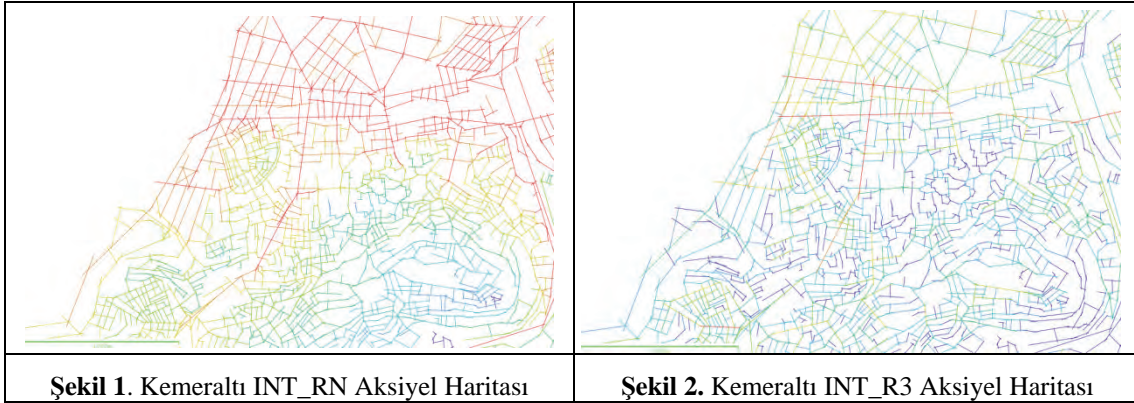 Şekil 1. Kemeraltı INT_RN Aksiyel Haritası
Şekil 2. Kemeraltı INT_R3 Aksiyel Haritası